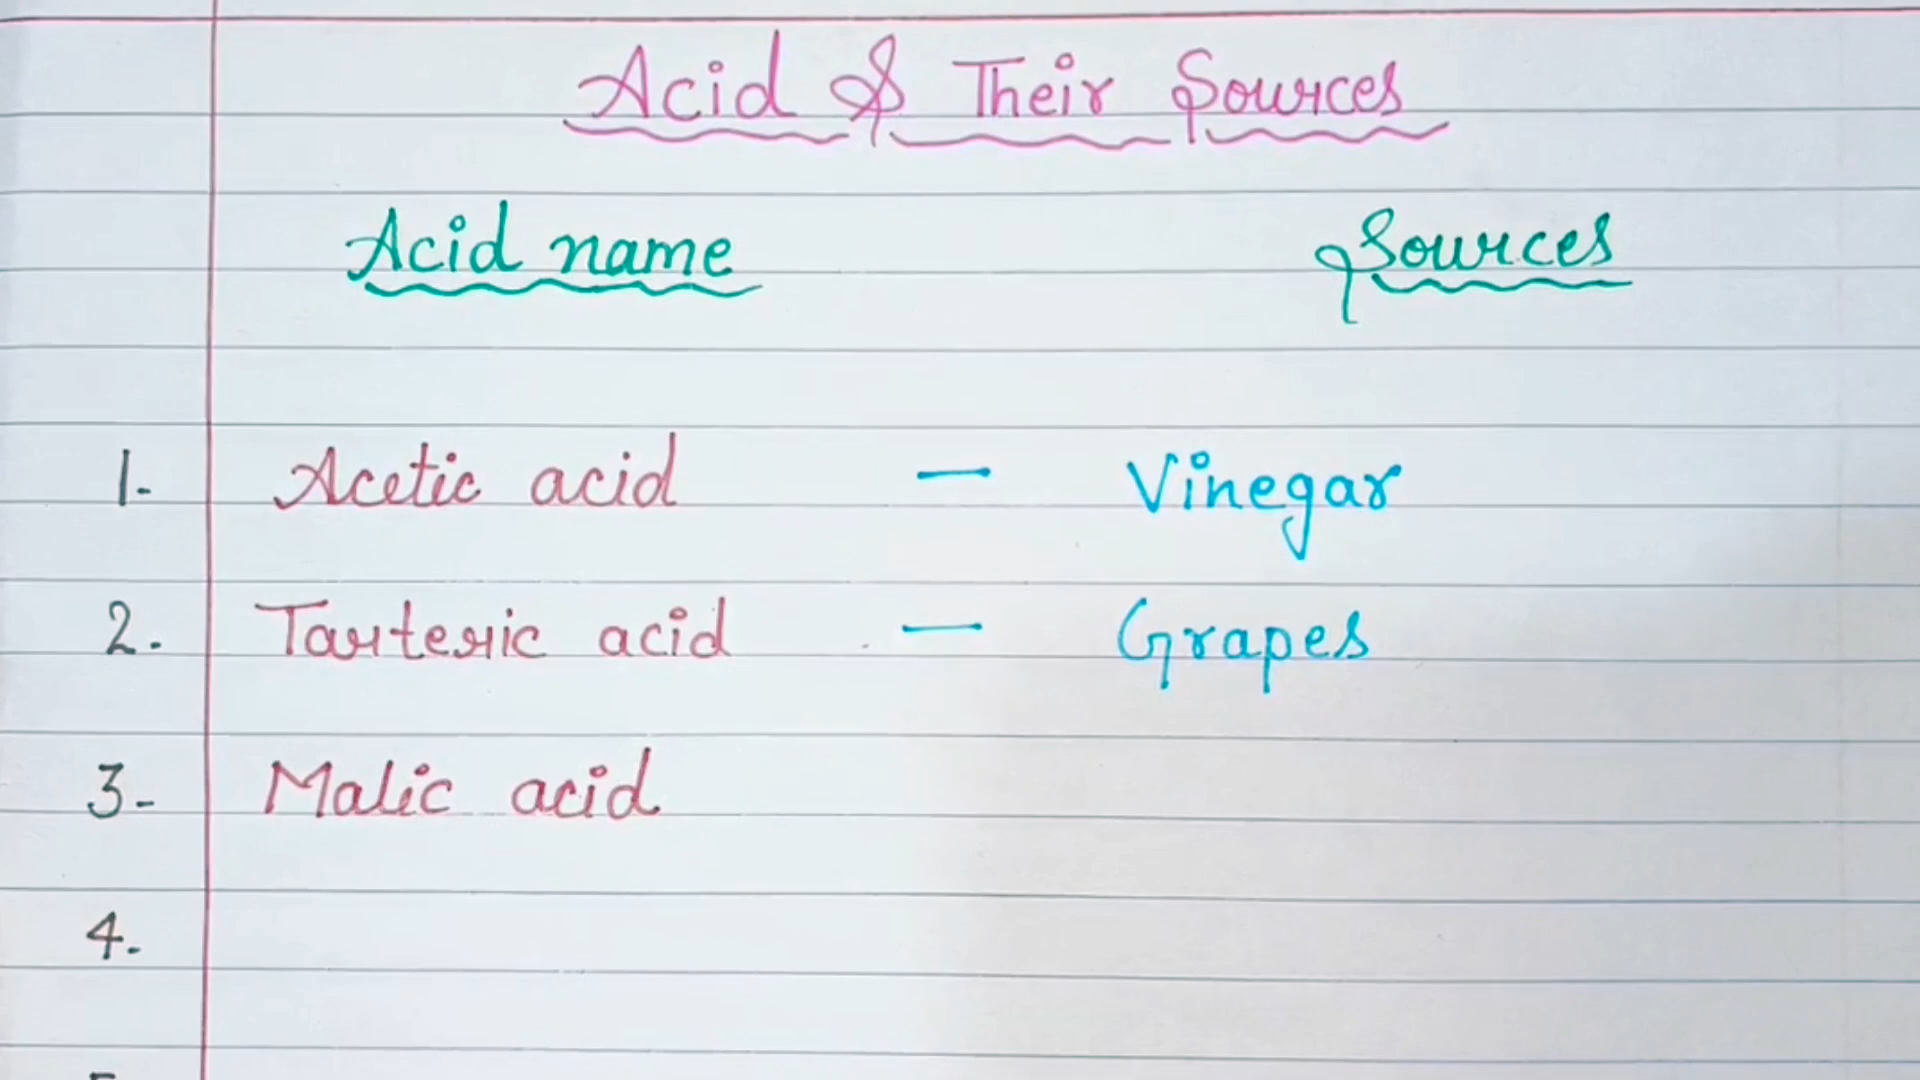 Acid & Their Sources
Acid name Sources
1. Acetic acid — Vinegar
2. Tarteric acid — Grapes
3- Malic acid
4.